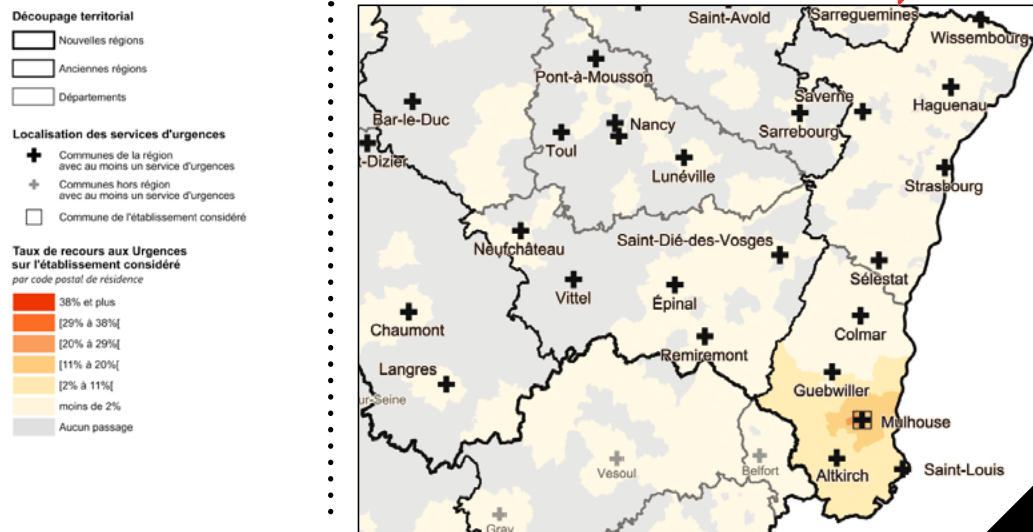 Découpage territorial
Nouvelles régions
Anciennes régions
Départements
Localisation des services d'urgences
Communes de la région
avec au moins un service d'urgences
Communes hors région
avec au moins un service d'urgences
Commune de l'établissement considéré
Taux de recours aux Urgences
sur l'établissement considéré
par code postal de résidence
38% et plus
[29% à 38%[
[20% à 29%[
[11% à 20%[
[2% à 11%[
moins de 2%
Aucun passage
Saint-Avold
Sarreguemines
Wissembourg
Pont-à-Mousson
Saverne
Haguenau
Bar-le-Duc
Nancy
Sarrebourg
t-Dizier
Toul
Lunéville
Strasbourg
Neufchâteau
Saint-Dié-des-Vosges
Sélestat
Vittel
Épinal
Chaumont
Colmar
Remiremont
Langres
Guebwiller
ur-Seine
Mulhouse
Vesoul
Belfort
Altkirch
Saint-Louis
Gray